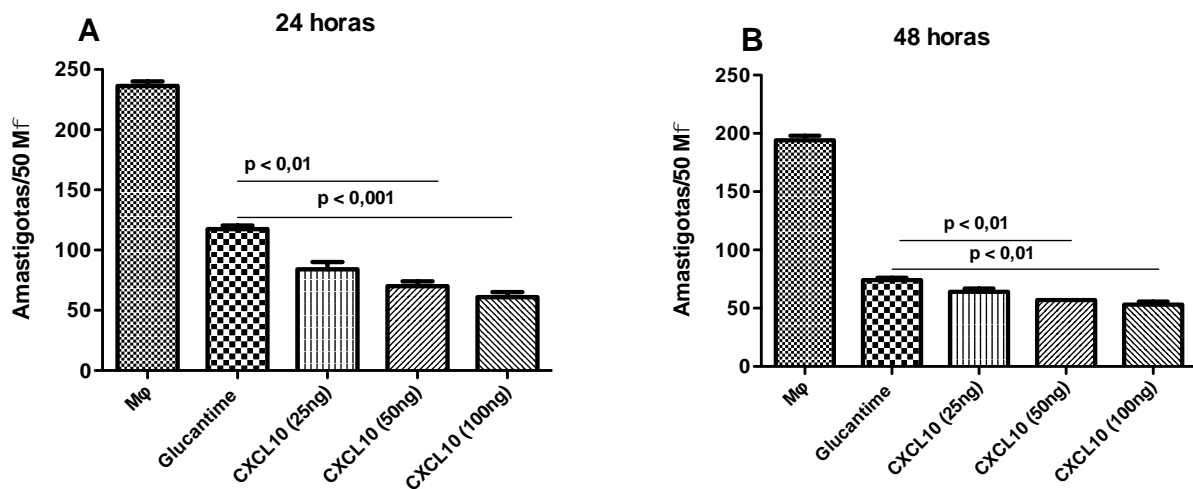 A
24 horas
Amastigotas/50 Mf
250
200
150
100
50
0
p < 0,01
p < 0,001
Mφ
Glucantime
CXCL10 (25ng)
CXCL10 (50ng)
CXCL10 (100ng)
B
48 horas
Amastigotas/50 Mf
250
200
150
100
50
0
p < 0,01
p < 0,01
Mφ
Glucantime
CXCL10 (25ng)
CXCL10 (50ng)
CXCL10 (100ng)